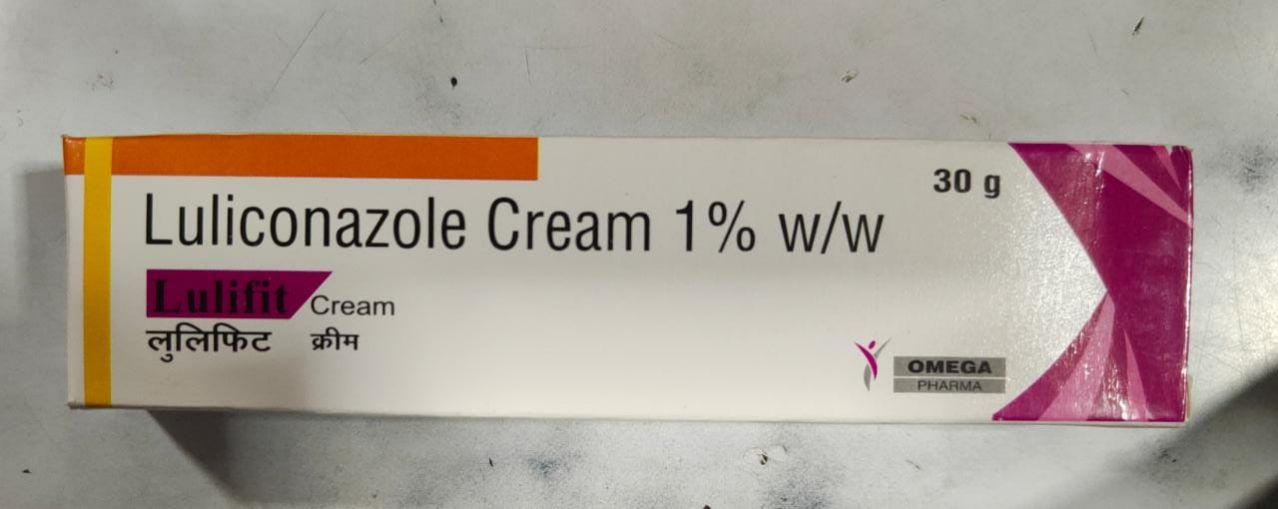 30 g
Luliconazole Cream 1% w/w
Lulifit Cream
लुलिफिट क्रीम
OMEGA
PHARMA